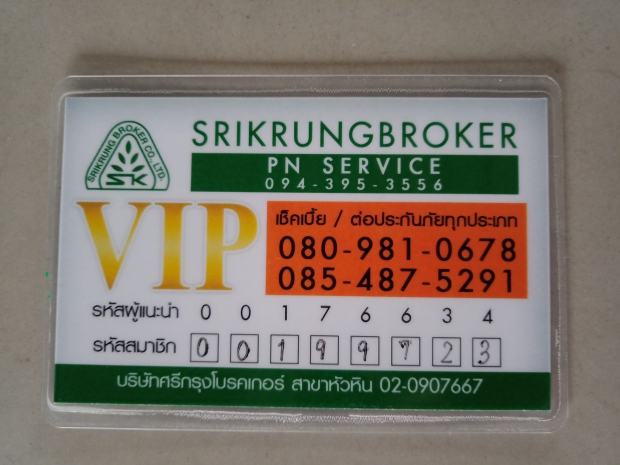 SRIKRUNG BROKER CO., LTD.
SK
SRIKRUNGBROKER
PN SERVICE
094-395-3556
VIP
เช็คเบี้ย / ต่อประกันภัยทุกประเภท
080-981-0678
085-487-5291
รหัสผู้แนะนำ 0 0 1 7 6 6 3 4
รหัสสมาชิก 0 0 1 9 9 7 2 3
บริษัทศรีกรุงโบรคเกอร์ สาขาหัวหิน 02-0907667